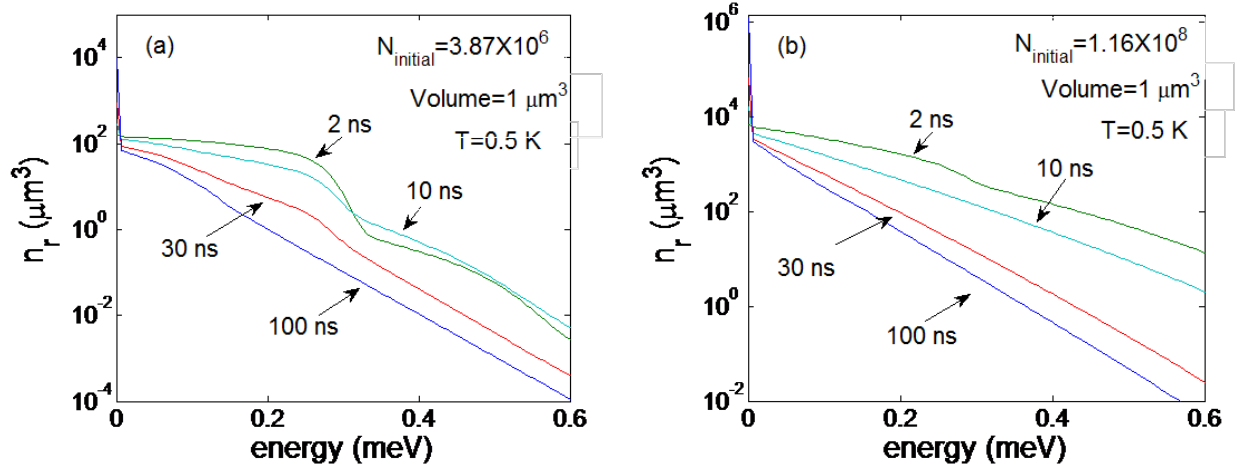 (a)
N_initial=3.87X10^6
Volume=1 μm^3
T=0.5 K
2 ns
10 ns
30 ns
100 ns
10^4
10^2
10^0
10^-2
10^-4
n_r (μm^3)
0 0.2 0.4 0.6
energy (meV)
(b)
N_initial=1.16X10^8
Volume=1 μm^3
T=0.5 K
2 ns
10 ns
30 ns
100 ns
10^6
10^4
10^2
10^0
10^-2
n_r (μm^3)
0 0.2 0.4 0.6
energy (meV)